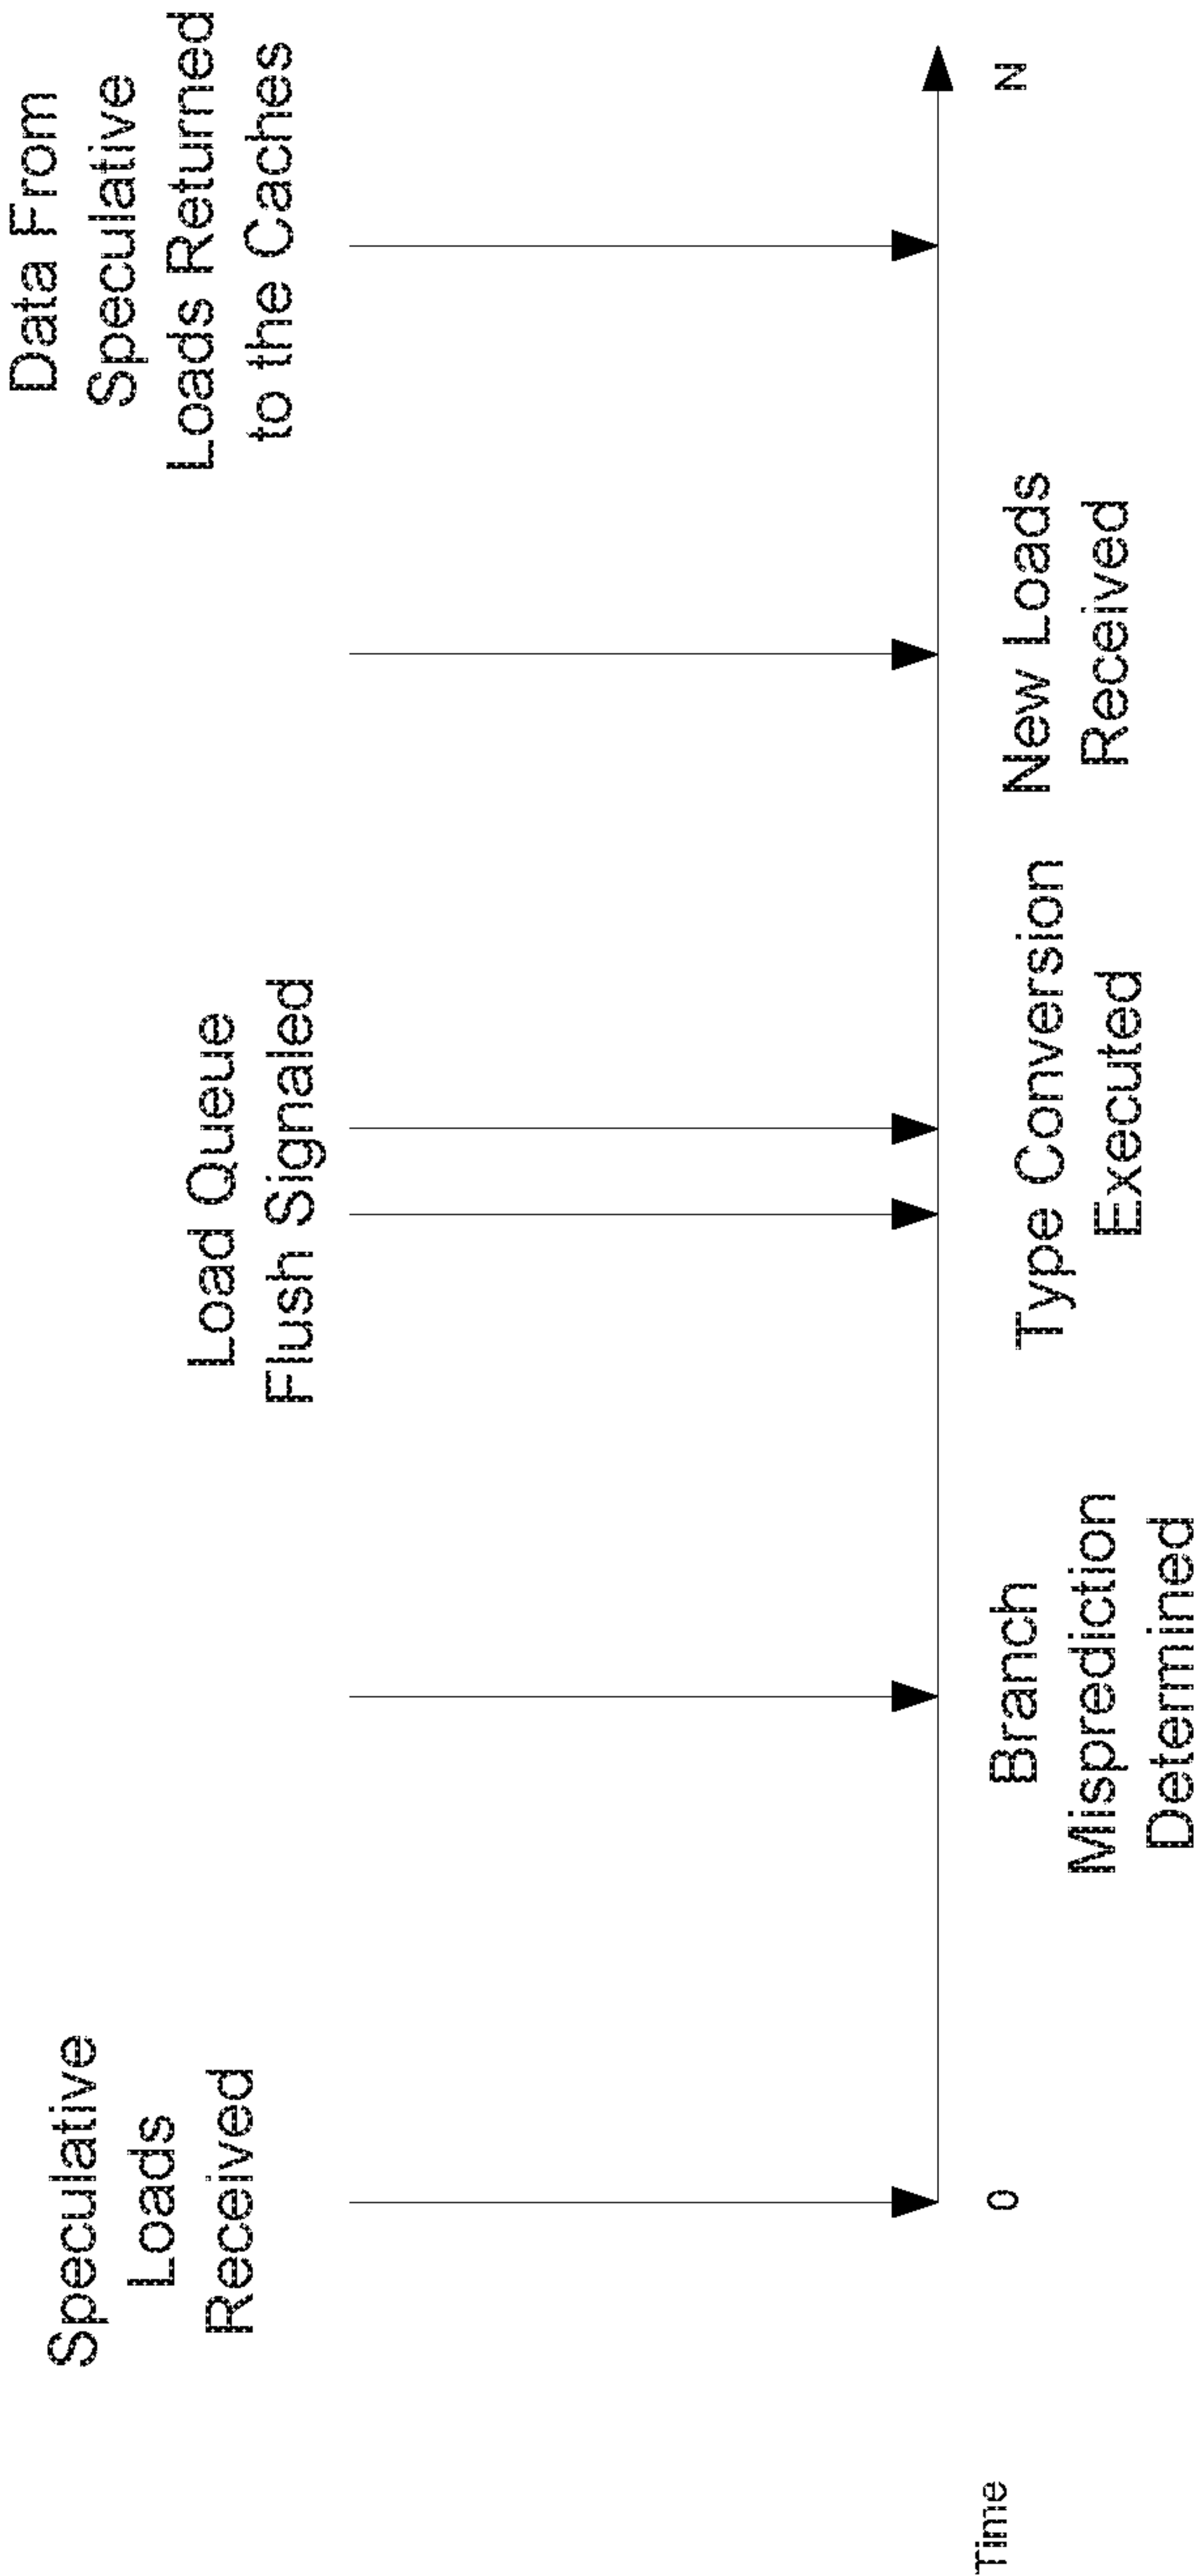 Speculative
Loads
Received
Load Queue
Flush Signaled
Data From
Speculative
Loads Returned
to the Caches
Time
0
Branch
Misprediction
Determined
Type Conversion
Executed
New Loads
Received
N